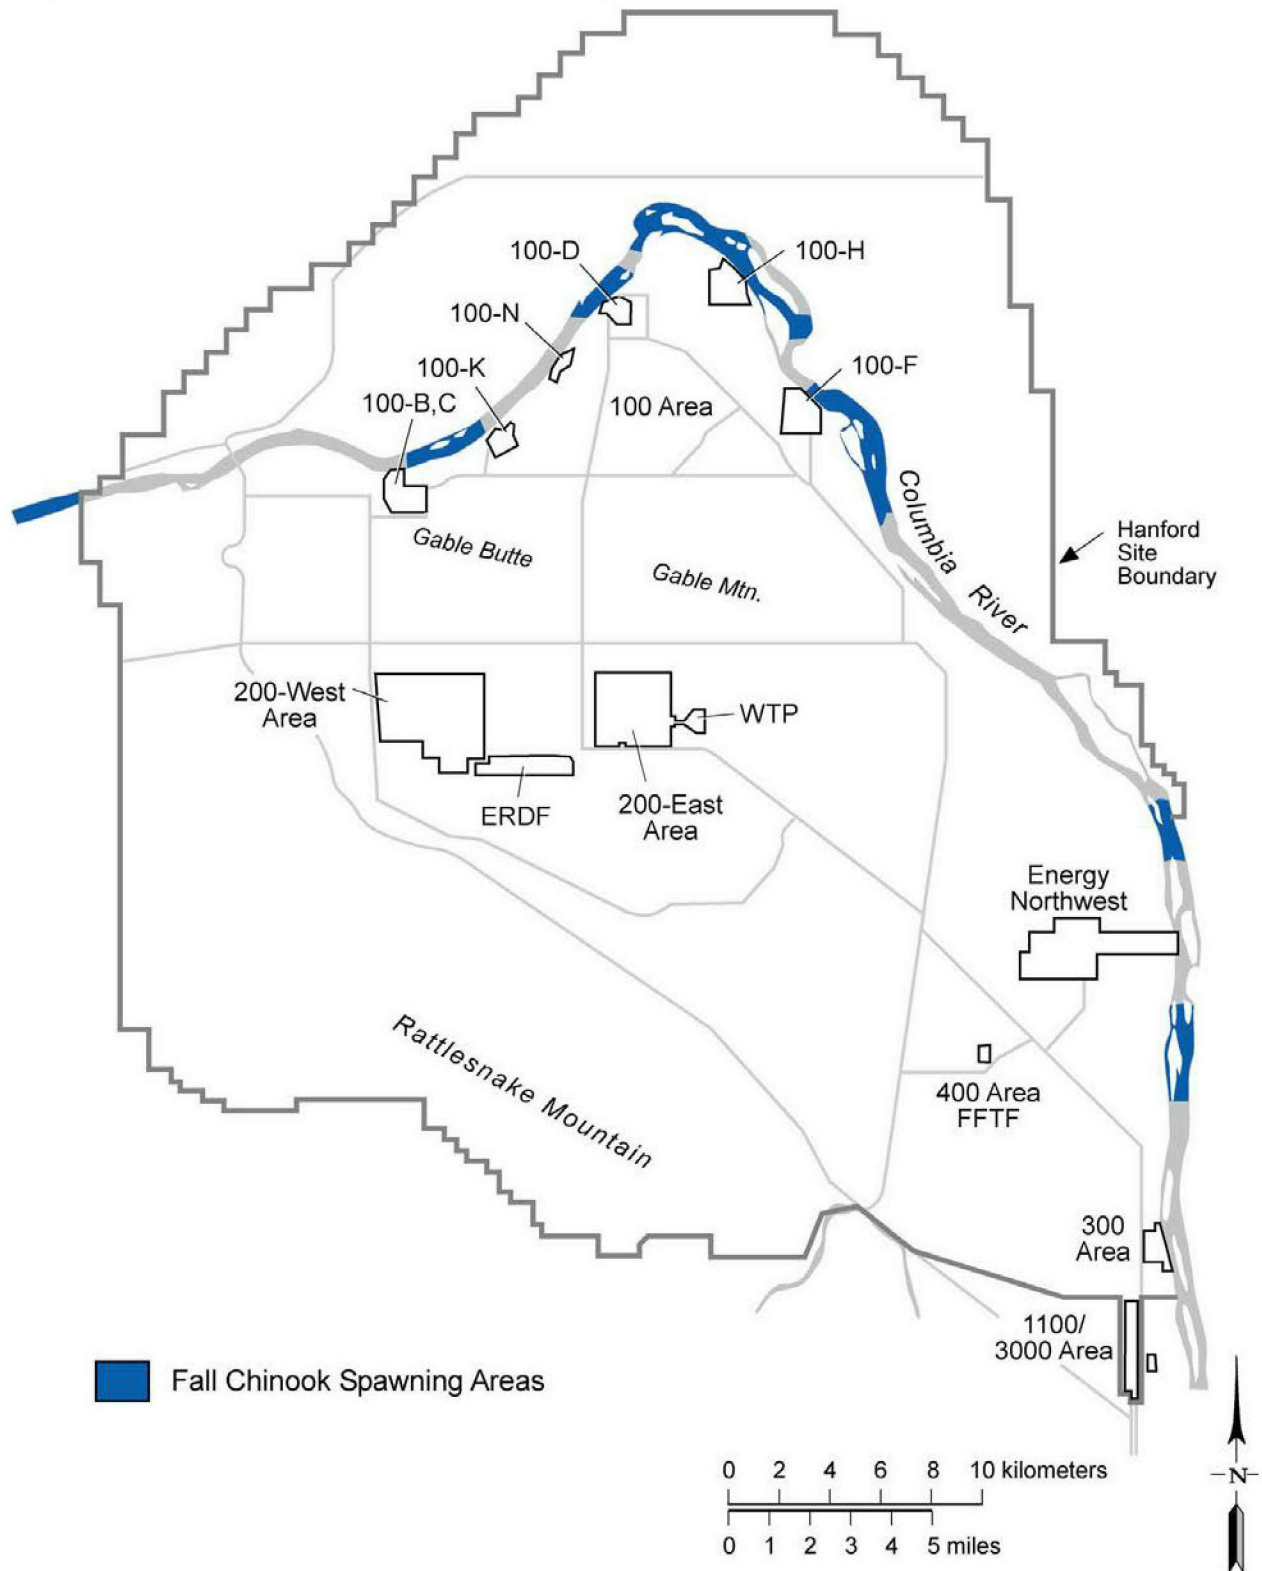 100-D
100-H
100-N
100-K
100-F
100-B,C
100 Area
Columbia River
Hanford
Site
Boundary
Gable Butte
Gable Mtn.
200-West
Area
WTP
ERDF
200-East
Area
Energy
Northwest
Rattlesnake Mountain
400 Area
FFTF
300
Area
1100/
3000 Area
Fall Chinook Spawning Areas
0 2 4 6 8 10 kilometers
0 1 2 3 4 5 miles
N